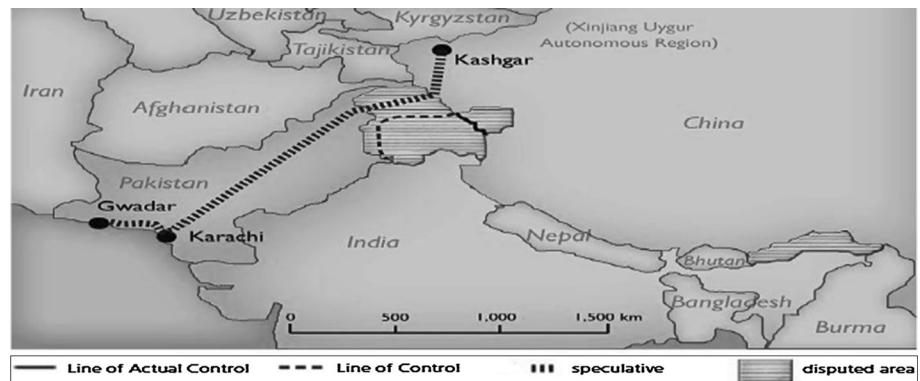 Uzbekistan
Kyrgyzstan
(Xinjiang Uygur
Autonomous Region)
Tajikistan
Kashgar
Iran
Afghanistan
China
Pakistan
Gwadar
Karachi
India
Nepal
Bhutan
Bangladesh
Burma
0 500 1,000 1,500 km
Line of Actual Control Line of Control speculative disputed area